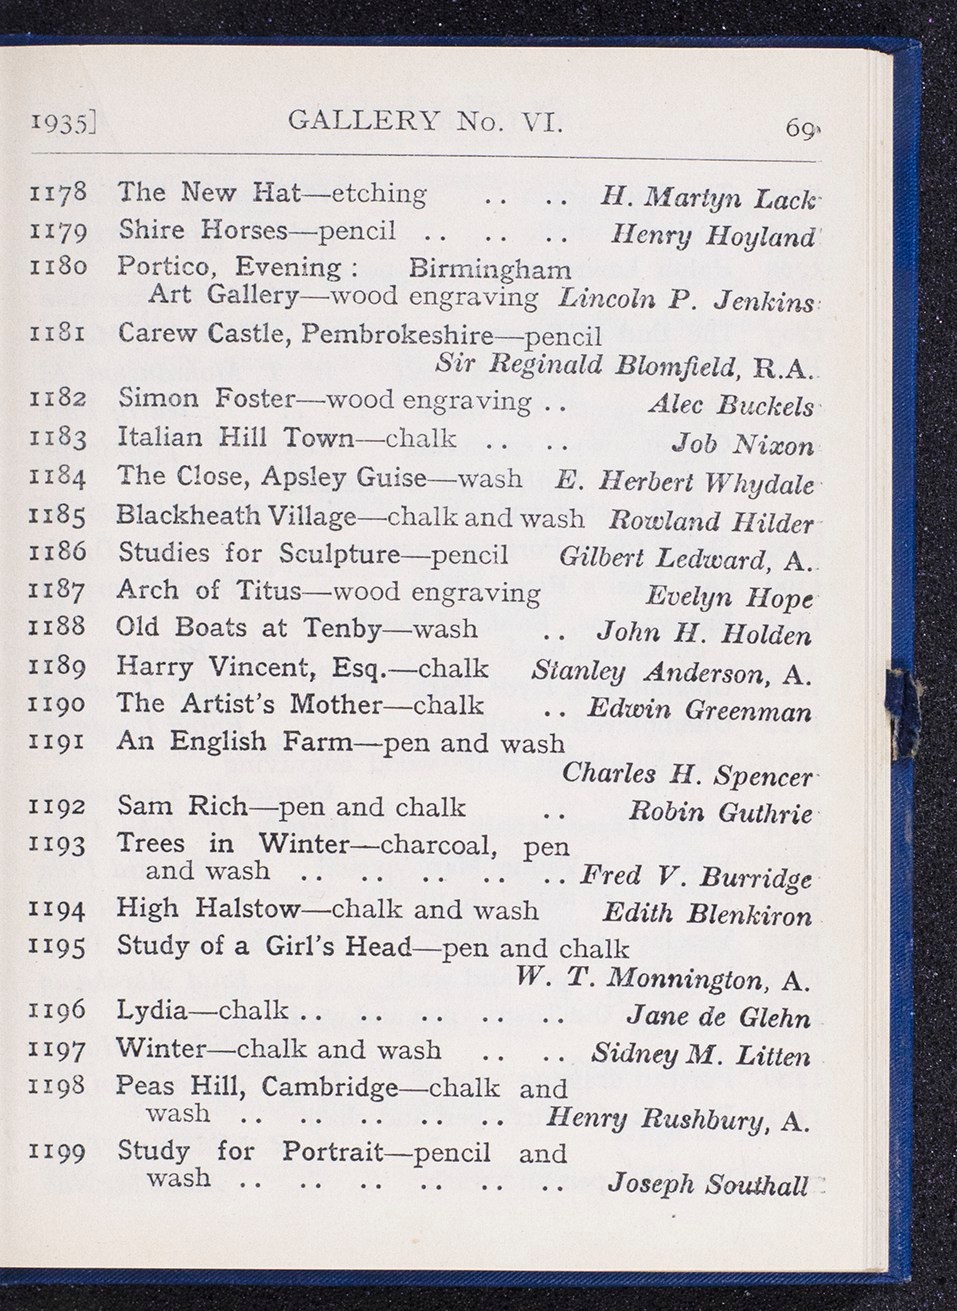 1935] GALLERY No. VI. 69
1178 The New Hat—etching .. .. H. Martyn Lack
1179 Shire Horses—pencil .. .. .. Henry Hoyland
1180 Portico, Evening : Birmingham
Art Gallery—wood engraving Lincoln P. Jenkins
1181 Carew Castle, Pembrokeshire—pencil
Sir Reginald Blomfield, R.A.
1182 Simon Foster—wood engraving .. Alec Buckels
1183 Italian Hill Town—chalk .. .. Job Nixon
1184 The Close, Apsley Guise—wash E. Herbert Whydale
1185 Blackheath Village—chalk and wash Rowland Hilder
1186 Studies for Sculpture—pencil Gilbert Ledward, A.
1187 Arch of Titus—wood engraving Evelyn Hope
1188 Old Boats at Tenby—wash .. John H. Holden
1189 Harry Vincent, Esq.—chalk Stanley Anderson, A.
1190 The Artist's Mother—chalk .. Edwin Greenman
1191 An English Farm—pen and wash
Charles H. Spencer
1192 Sam Rich—pen and chalk .. Robin Guthrie
1193 Trees in Winter—charcoal, pen
and wash .. .. .. .. .. Fred V. Burridge
1194 High Halstow—chalk and wash Edith Blenkiron
1195 Study of a Girl's Head—pen and chalk
W. T. Monnington, A.
1196 Lydia—chalk .. .. .. .. .. Jane de Glehn
1197 Winter—chalk and wash .. .. Sidney M. Litten
1198 Peas Hill, Cambridge—chalk and
wash .. .. .. .. .. Henry Rushbury, A.
1199 Study for Portrait—pencil and
wash .. .. .. .. .. .. Joseph Southall